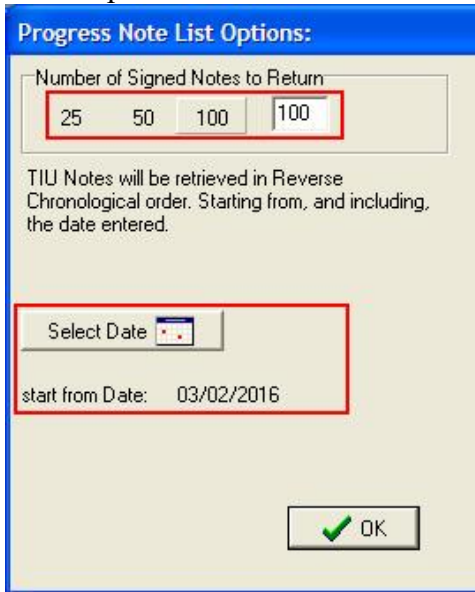 Progress Note List Options:
Number of Signed Notes to Return
25 50 100 100
TIU Notes will be retrieved in Reverse
Chronological order. Starting from, and including,
the date entered.
Select Date
start from Date: 03/02/2016
OK